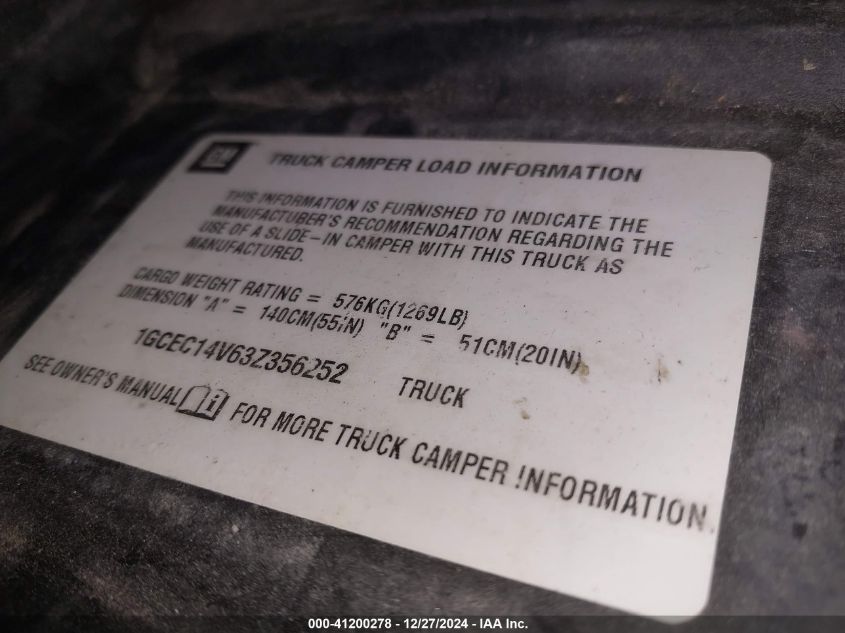 GM TRUCK CAMPER LOAD INFORMATION
THIS INFORMATION IS FURNISHED TO INDICATE THE
MANUFACTUBER'S RECOMMENDATION REGARDING THE
USE OF A SLIDE-IN CAMPER WITH THIS TRUCK AS
MANUFACTURED.
CARGO WEIGHT RATING = 576KG(1269LB)
DIMENSION "A" = 140CM(55IN) "B" = 51CM(20IN)
1GCEC14V63Z356252 TRUCK
SEE OWNER'S MANUAL FOR MORE TRUCK CAMPER INFORMATION.
000-41200278 - 12/27/2024 - IAA Inc.